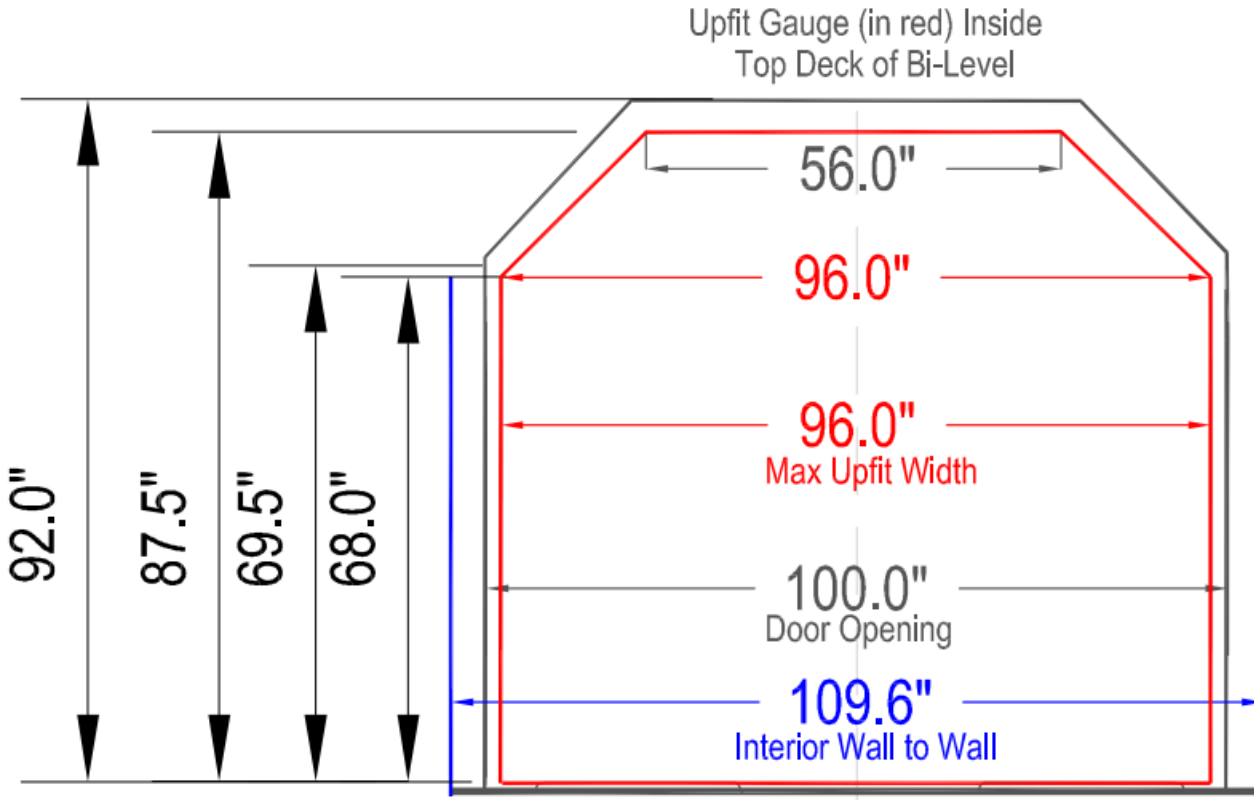 Upfit Gauge (in red) Inside
Top Deck of Bi-Level
56.0"
96.0"
96.0"
Max Upfit Width
92.0"
87.5"
69.5"
68.0"
100.0"
Door Opening
109.6"
Interior Wall to Wall